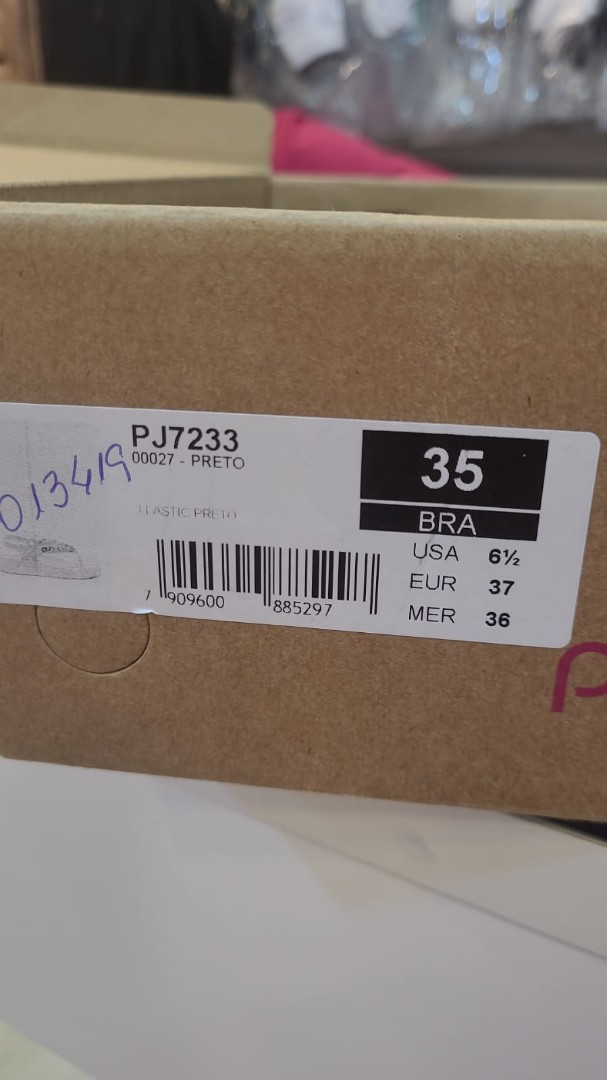 PJ7233
00027 - PRETO
013419
ELASTIC PRETO
35
BRA
USA 6½
EUR 37
MER 36
7 909600 885297